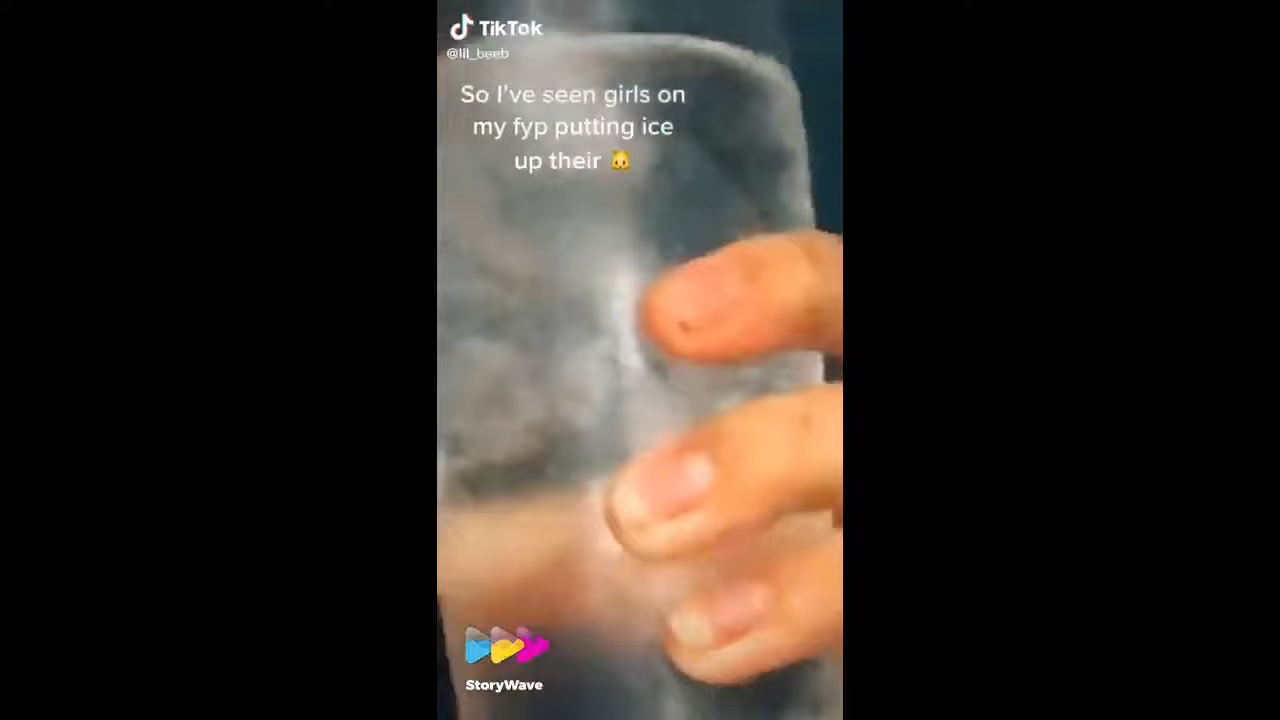 TikTok
@lil_beeb
So I've seen girls on
my fyp putting ice
up their 🐱
StoryWave